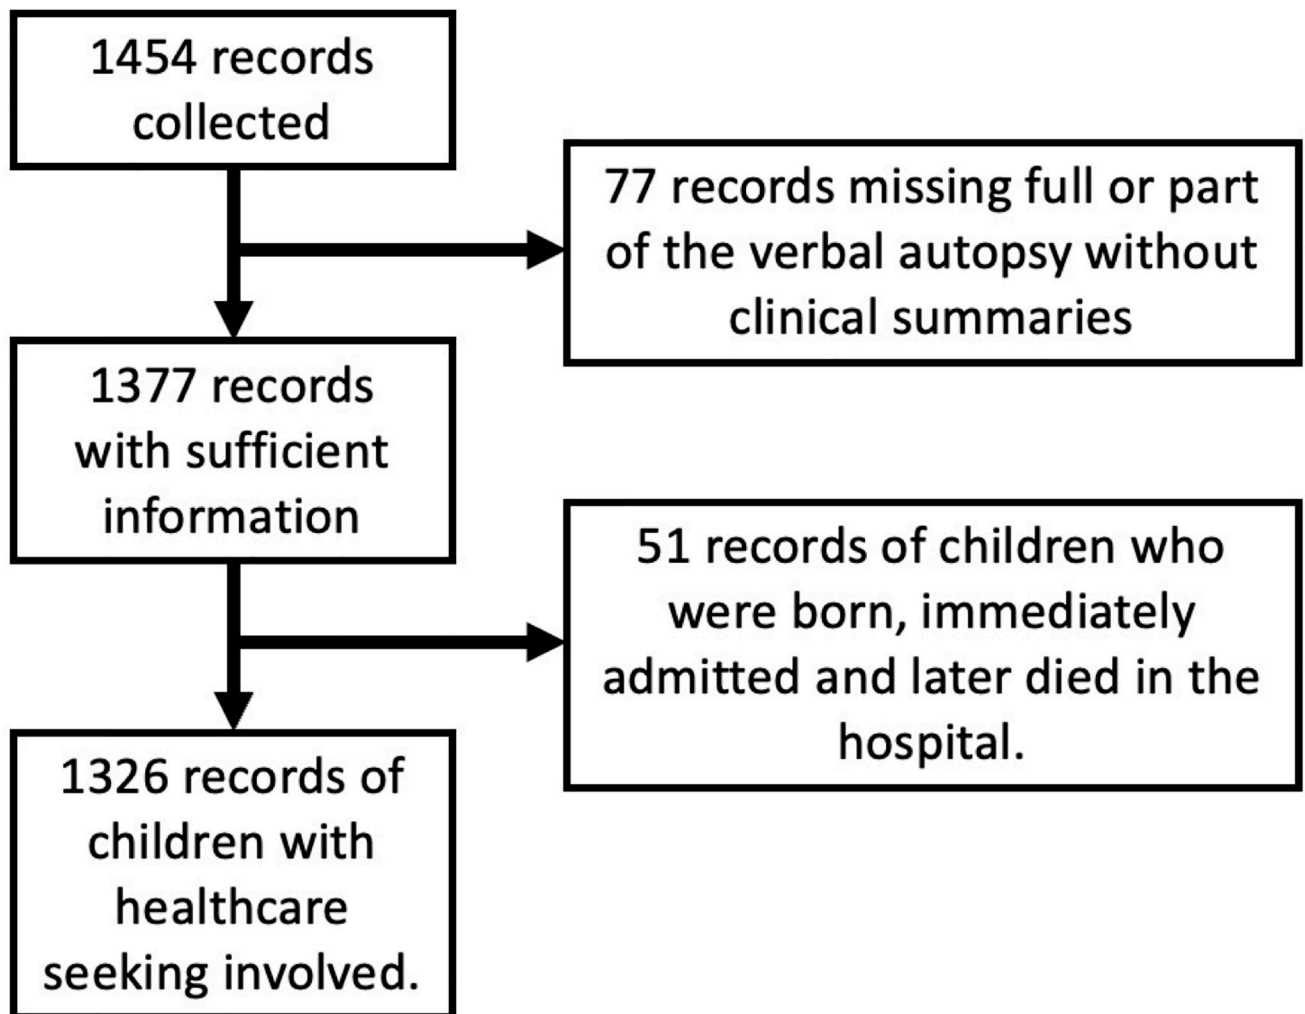 1454 records
collected
77 records missing full or part
of the verbal autopsy without
clinical summaries
1377 records
with sufficient
information
51 records of children who
were born, immediately
admitted and later died in the
hospital.
1326 records of
children with
healthcare
seeking involved.